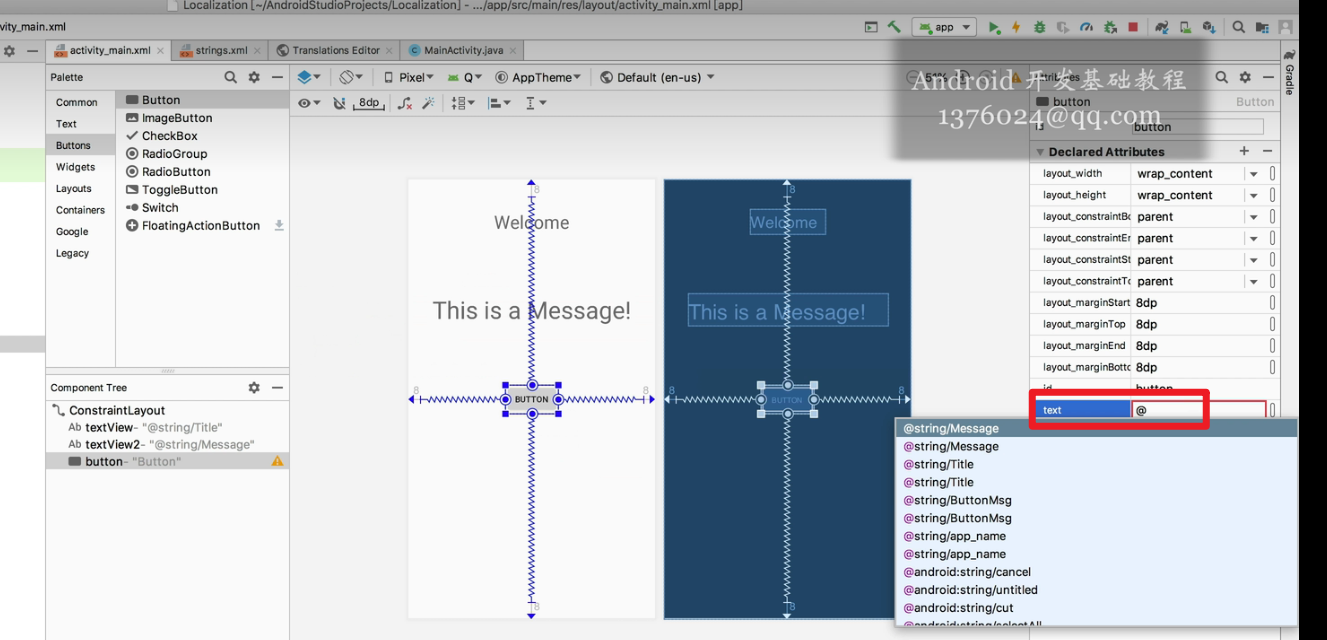 Localization [~/AndroidStudioProjects/Localization] - .../app/src/main/res/layout/activity_main.xml [app]
vity_main.xml
app
activity_main.xml
strings.xml
Translations Editor
MainActivity.java
Gradle
Palette
Pixel
Q
AppTheme
Default (en-us)
Attributes
8dp
Android 开发基础教程
1376024@qq.com
button
Button
id
button
Common
Text
Buttons
Widgets
Layouts
Containers
Google
Legacy
Button
ImageButton
CheckBox
RadioGroup
RadioButton
ToggleButton
Switch
FloatingActionButton
Component Tree
ConstraintLayout
Ab textView- "@string/Title"
Ab textView2- "@string/Message"
button- "Button"
8
Welcome
This is a Message!
8
BUTTON
8
8
8
Welcome
This is a Message!
8
BUTTON
8
8
Declared Attributes
layout_width wrap_content
layout_height wrap_content
layout_constraintBo parent
layout_constraintEn parent
layout_constraintSt parent
layout_constraintTo parent
layout_marginStart 8dp
layout_marginTop 8dp
layout_marginEnd 8dp
layout_marginBotto 8dp
id button
text @
@string/Message
@string/Message
@string/Title
@string/Title
@string/ButtonMsg
@string/ButtonMsg
@string/app_name
@string/app_name
@android:string/cancel
@android:string/untitled
@android:string/cut
@android:string/selectAll